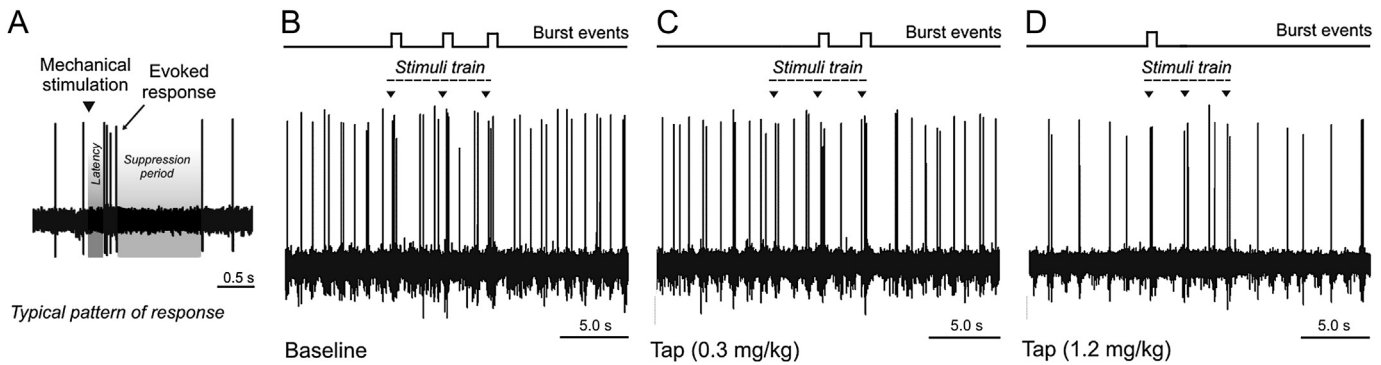 A
Mechanical
stimulation
Evoked
response
Latency
Suppression
period
0.5 s
Typical pattern of response
B
Burst events
Stimuli train
5.0 s
Baseline
C
Burst events
Stimuli train
5.0 s
Tap (0.3 mg/kg)
D
Burst events
Stimuli train
5.0 s
Tap (1.2 mg/kg)